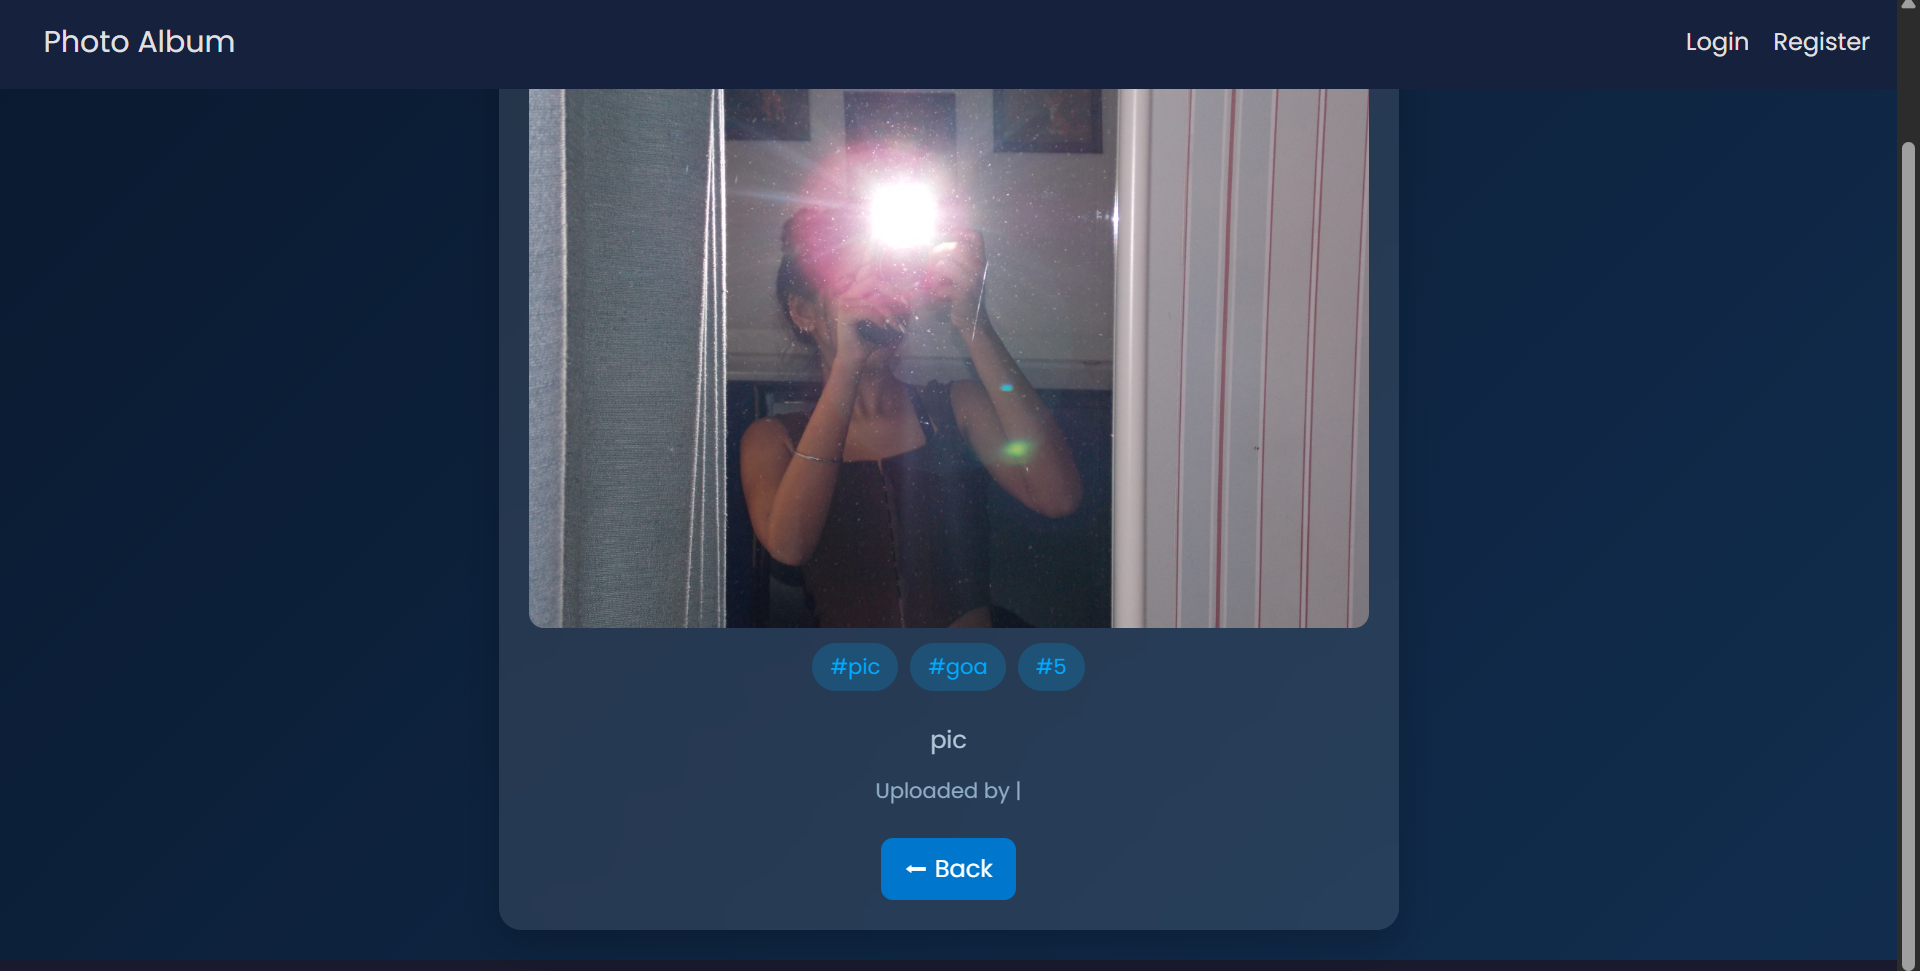 Photo Album
Login Register
#pic #goa #5
pic
Uploaded by |
← Back